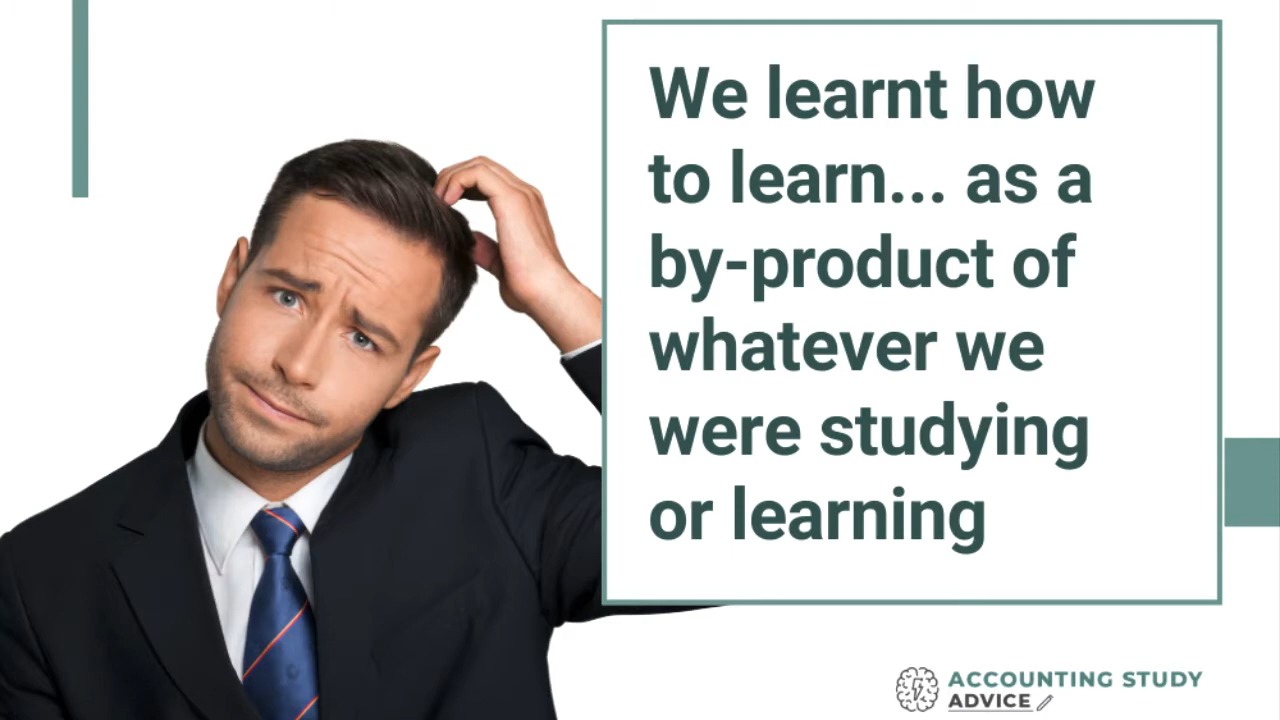 We learnt how
to learn... as a
by-product of
whatever we
were studying
or learning
ACCOUNTING STUDY
ADVICE